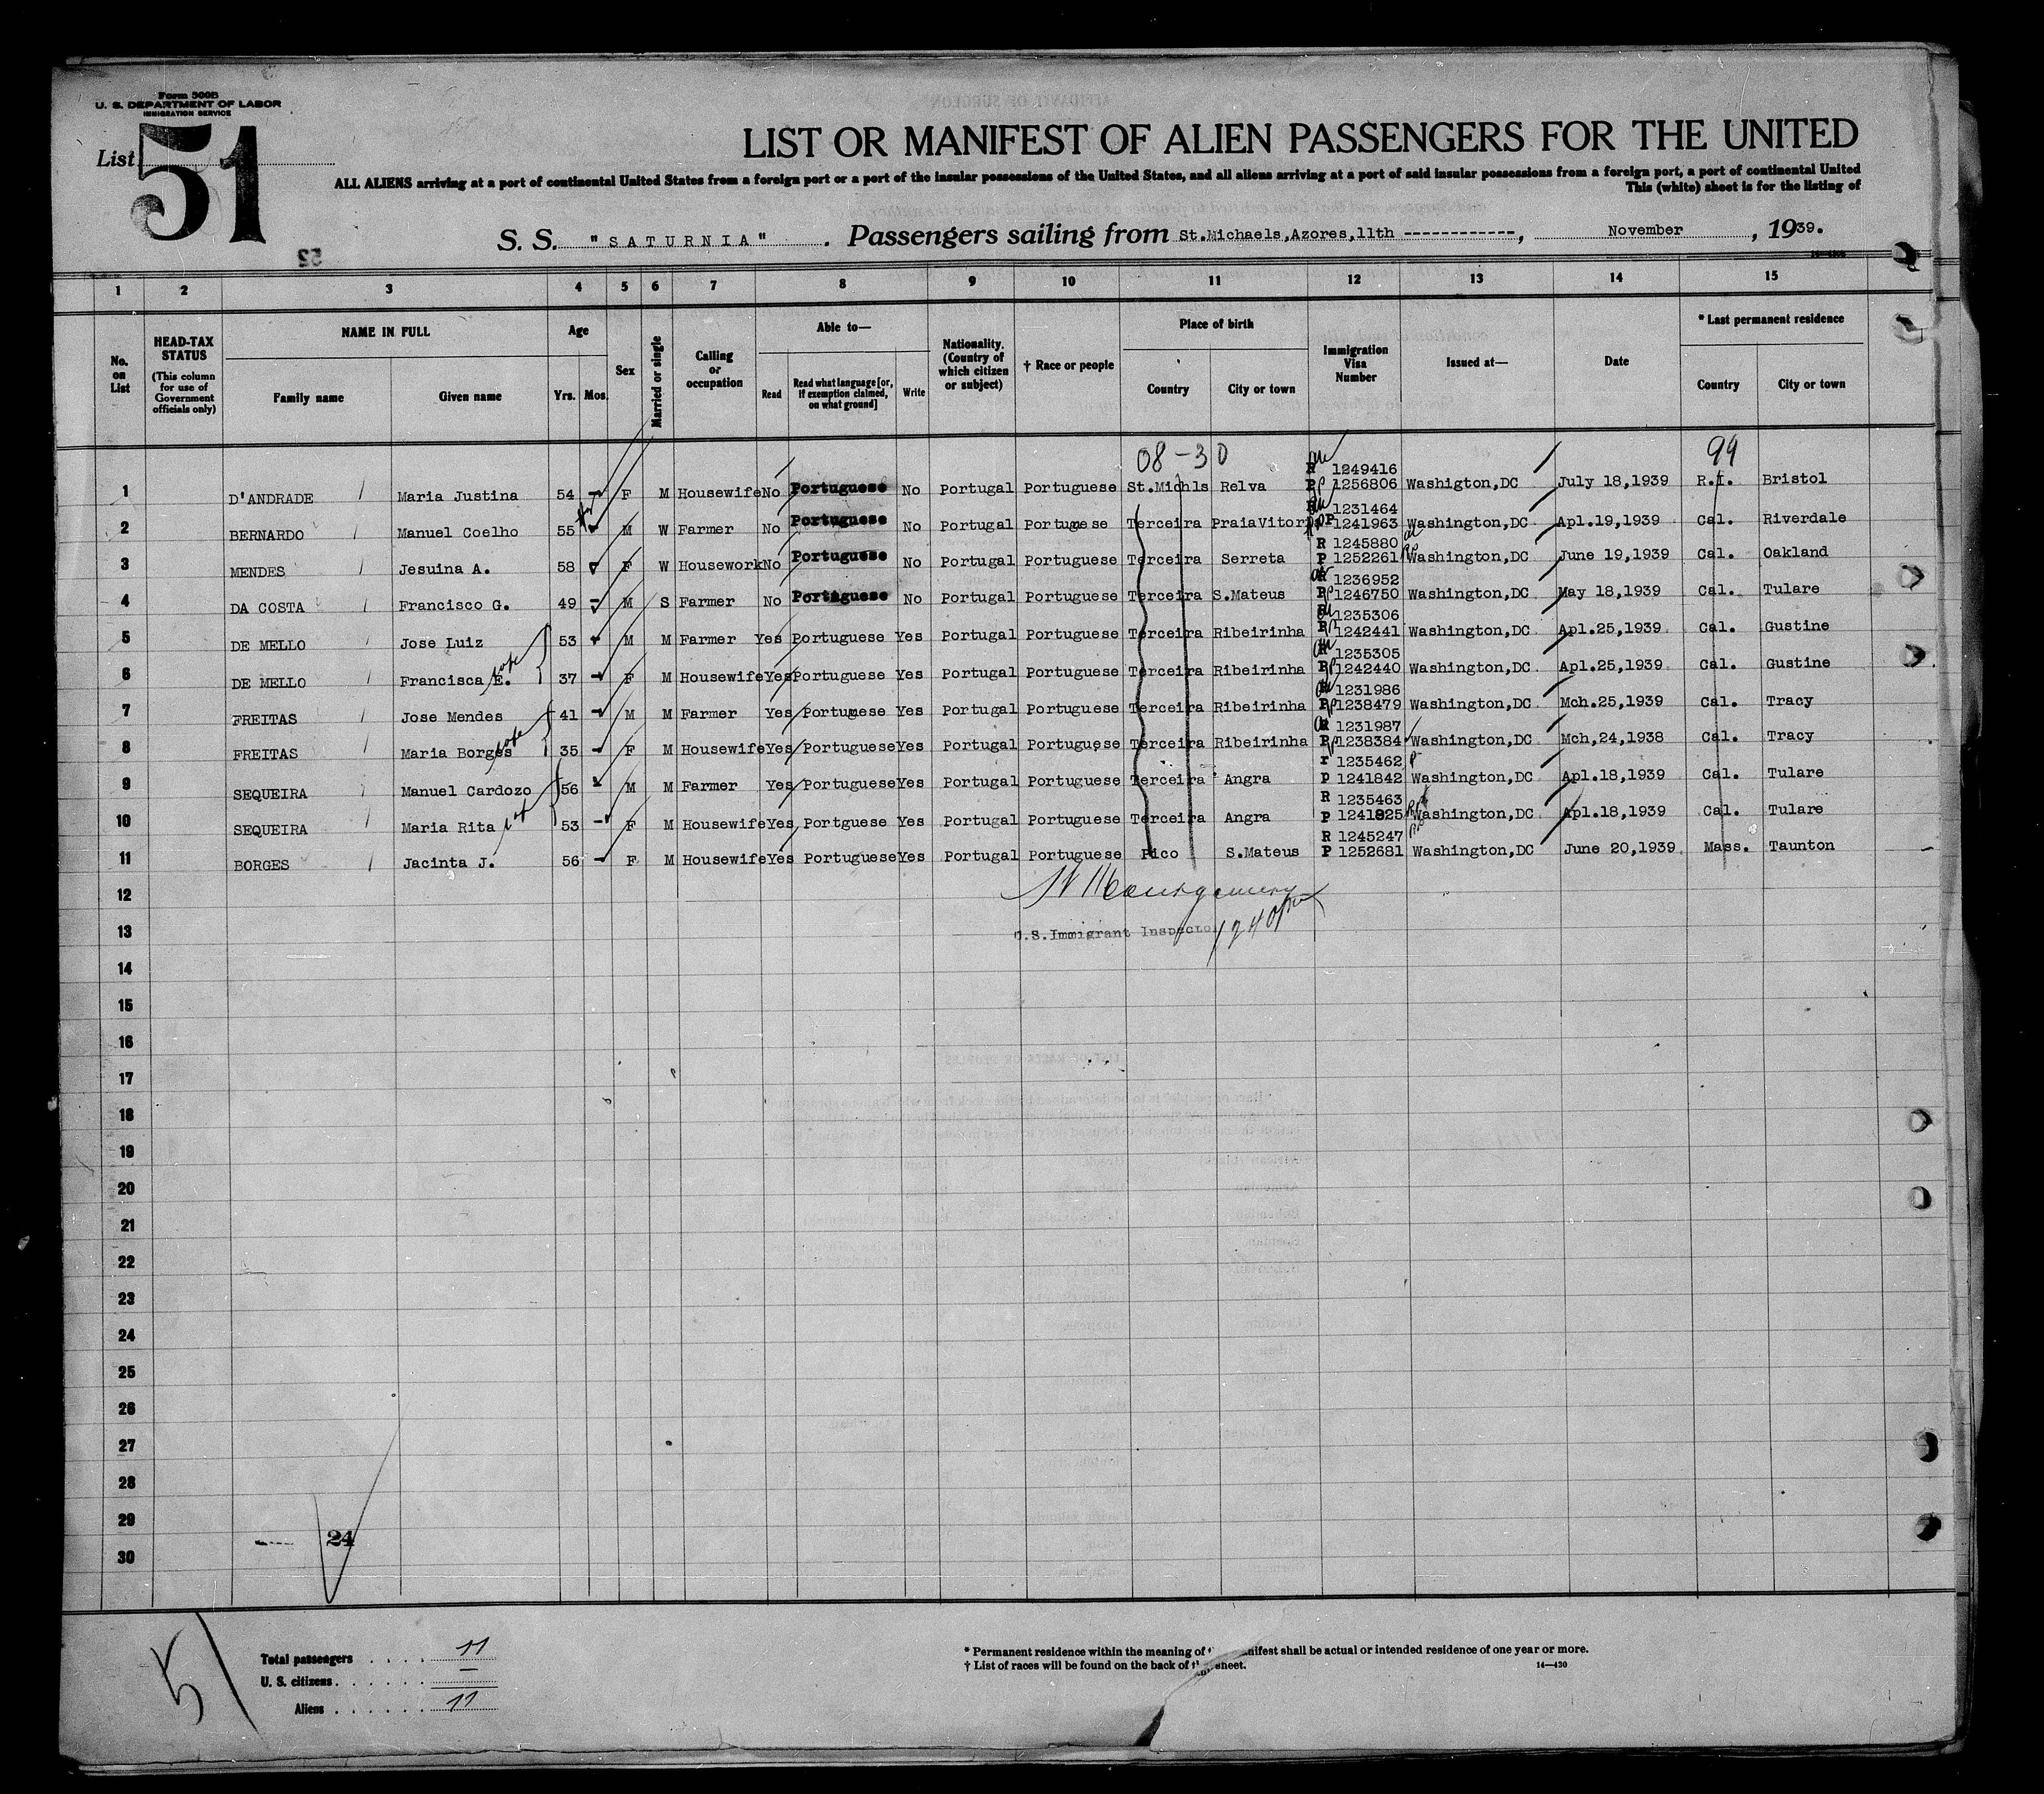 Form 500B
U. S. DEPARTMENT OF LABOR
IMMIGRATION SERVICE
List 51
LIST OR MANIFEST OF ALIEN PASSENGERS FOR THE UNITED
ALL ALIENS arriving at a port of continental United States from a foreign port or a port of the insular possessions of the United States, and all aliens arriving at a port of said insular possessions from a foreign port, a port of continental United
This (white) sheet is for the listing of
S. S. "SATURNIA". Passengers sailing from St.Michaels,Azores,11th ------------, November, 1939.
1 2 3 4 5 6 7 8 9 10 11 12 13 14 15
No. on List
HEAD-TAX STATUS (This column for use of Government officials only)
NAME IN FULL
Family name Given name
Age
Yrs. Mos.
Sex
Married or single
Calling or occupation
Able to—
Read Read what language [or, if exemption claimed, on what ground] Write
Nationality. (Country of which citizen or subject)
† Race or people
Place of birth
Country City or town
Immigration Visa Number
Issued at—
Date
* Last permanent residence
Country City or town
08-30 99
R 1249416
1 D'ANDRADE Maria Justina 54 - F M Housewife No Portuguese No Portugal Portuguese St.Michls Relva P 1256806 Washigton,DC July 18,1939 R.I. Bristol
R 1231464
2 BERNARDO Manuel Coelho 55 M W Farmer No Portuguese No Portugal Portuguese Terceira PraiaVitoria P 1241963 Washington,DC Apl.19,1939 Cal. Riverdale
R 1245880
3 MENDES Jesuina A. 58 F W Housework No Portuguese No Portugal Portuguese Terceira Serreta P 1252261 Washington,DC June 19,1939 Cal. Oakland
R 1236952
4 DA COSTA Francisco G. 49 - M S Farmer No Portuguese No Portugal Portuguese Terceira S.Mateus P 1246750 Washington,DC May 18,1939 Cal. Tulare
R 1235306
5 DE MELLO Jose Luiz 53 - M M Farmer Yes Portuguese Yes Portugal Portuguese Terceira Ribeirinha P 1242441 Washington,DC Apl.25,1939 Cal. Gustine
R 1235305
6 DE MELLO Francisca E. 37 - F M Housewife Yes Portuguese Yes Portugal Portuguese Terceira Ribeirinha P 1242440 Washington,DC Apl.25,1939 Cal. Gustine
R 1231986
7 FREITAS Jose Mendes 41 - M M Farmer Yes Portuguese Yes Portugal Portuguese Terceira Ribeirinha P 1238479 Washington,DC Mch.25,1939 Cal. Tracy
R 1231987
8 FREITAS Maria Borges 35 - F M Housewife Yes Portuguese Yes Portugal Portuguese Terceira Ribeirinha P 1238384 Washington,DC Mch,24,1938 Cal. Tracy
r 1235462
9 SEQUEIRA Manuel Cardozo 56 M M Farmer Yes Portuguese Yes Portugal Portuguese Terceira Angra P 1241842 Washington,DC Apl.18,1939 Cal. Tulare
R 1235463
10 SEQUEIRA Maria Rita 53 - F M Housewife Yes Portguese Yes Portugal Portuguese Terceira Angra P 1241825 Washington,DC Apl.18,1939 Cal. Tulare
R 1245247
11 BORGES Jacinta J. 56 - F M Housewife Yes Portuguese Yes Portugal Portuguese Pico S.Mateus P 1252681 Washington,DC June 20,1939 Mass. Taunton
12 Montgomery
13 U.S.Immigrant Inspector
14
15
16
17
18
19
20
21
22
23
24
25
26
27
28
29
24
30
51
Total passengers 11
U. S. citizens —
Aliens 11
* Permanent residence within the meaning of manifest shall be actual or intended residence of one year or more.
† List of races will be found on the back of this sheet.
14—430